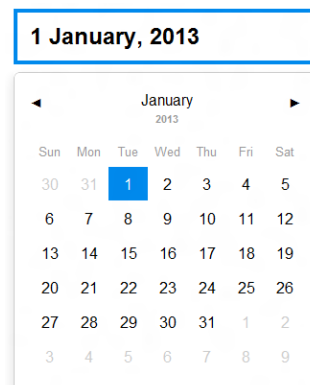 1 January, 2013
◀ January ▶
2013
Sun Mon Tue Wed Thu Fri Sat
30 31 1 2 3 4 5
6 7 8 9 10 11 12
13 14 15 16 17 18 19
20 21 22 23 24 25 26
27 28 29 30 31 1 2
3 4 5 6 7 8 9